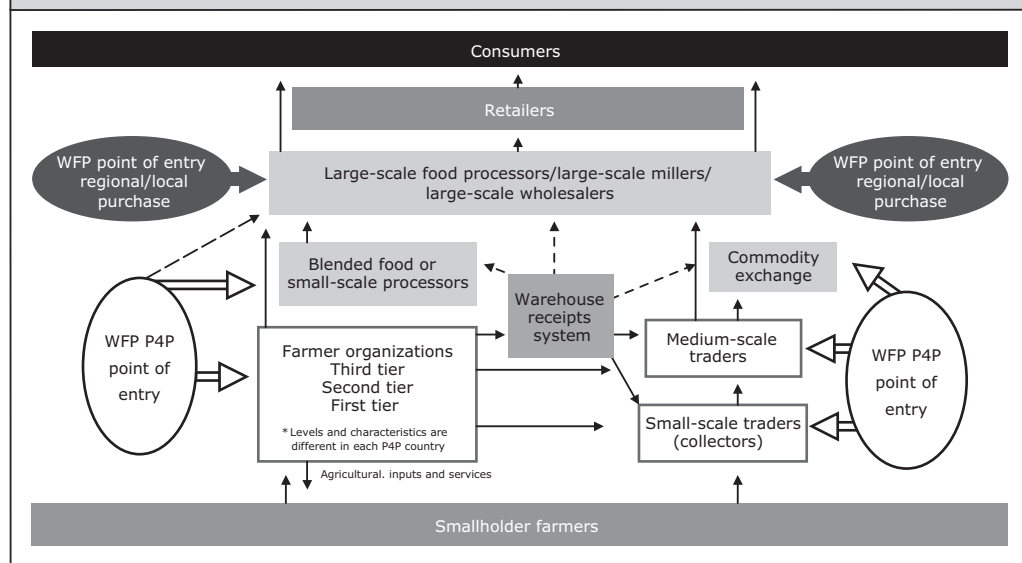 Consumers
Retailers
WFP point of entry
regional/local
purchase
Large-scale food processors/large-scale millers/
large-scale wholesalers
WFP point of entry
regional/local
purchase
Blended food or
small-scale processors
Commodity
exchange
Warehouse
receipts
system
WFP P4P
point of
entry
Farmer organizations
Third tier
Second tier
First tier
* Levels and characteristics are
different in each P4P country
Medium-scale
traders
WFP P4P
point of
entry
Small-scale traders
(collectors)
Agricultural. inputs and services
Smallholder farmers